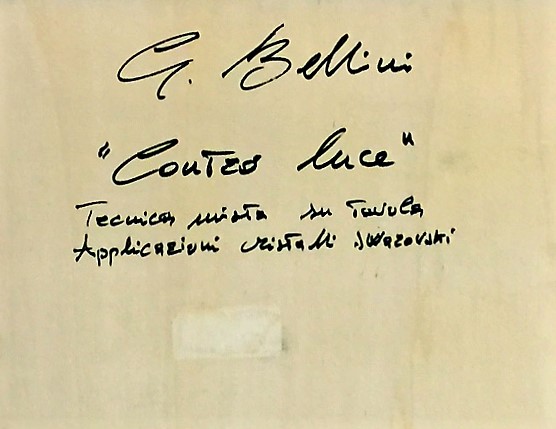 G. Bellini
"Contro luce"
Tecnica mista su tavola
Applicazioni cristalli swarovski